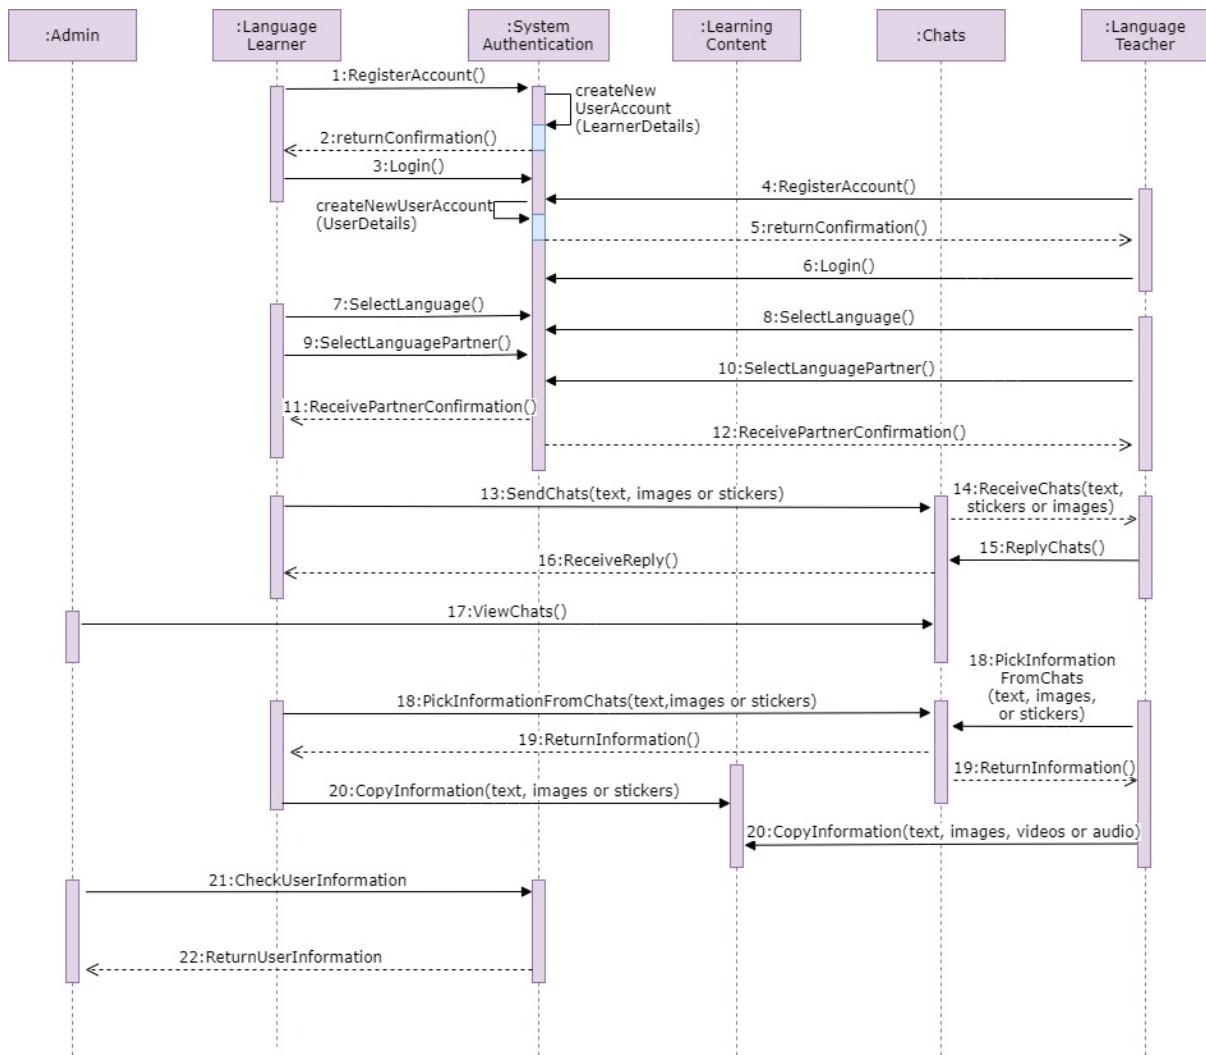 :Admin
:Language
Learner
:System
Authentication
:Learning
Content
:Chats
:Language
Teacher
1:RegisterAccount()
createNew
UserAccount
(LearnerDetails)
2:returnConfirmation()
3:Login()
4:RegisterAccount()
createNewUserAccount
(UserDetails)
5:returnConfirmation()
6:Login()
7:SelectLanguage()
8:SelectLanguage()
9:SelectLanguagePartner()
10:SelectLanguagePartner()
11:ReceivePartnerConfirmation()
12:ReceivePartnerConfirmation()
13:SendChats(text, images or stickers)
14:ReceiveChats(text,
stickers or images)
15:ReplyChats()
16:ReceiveReply()
17:ViewChats()
18:PickInformation
FromChats
(text, images,
or stickers)
18:PickInformationFromChats(text,images or stickers)
19:ReturnInformation()
19:ReturnInformation()
20:CopyInformation(text, images or stickers)
20:CopyInformation(text, images, videos or audio)
21:CheckUserInformation
22:ReturnUserInformation